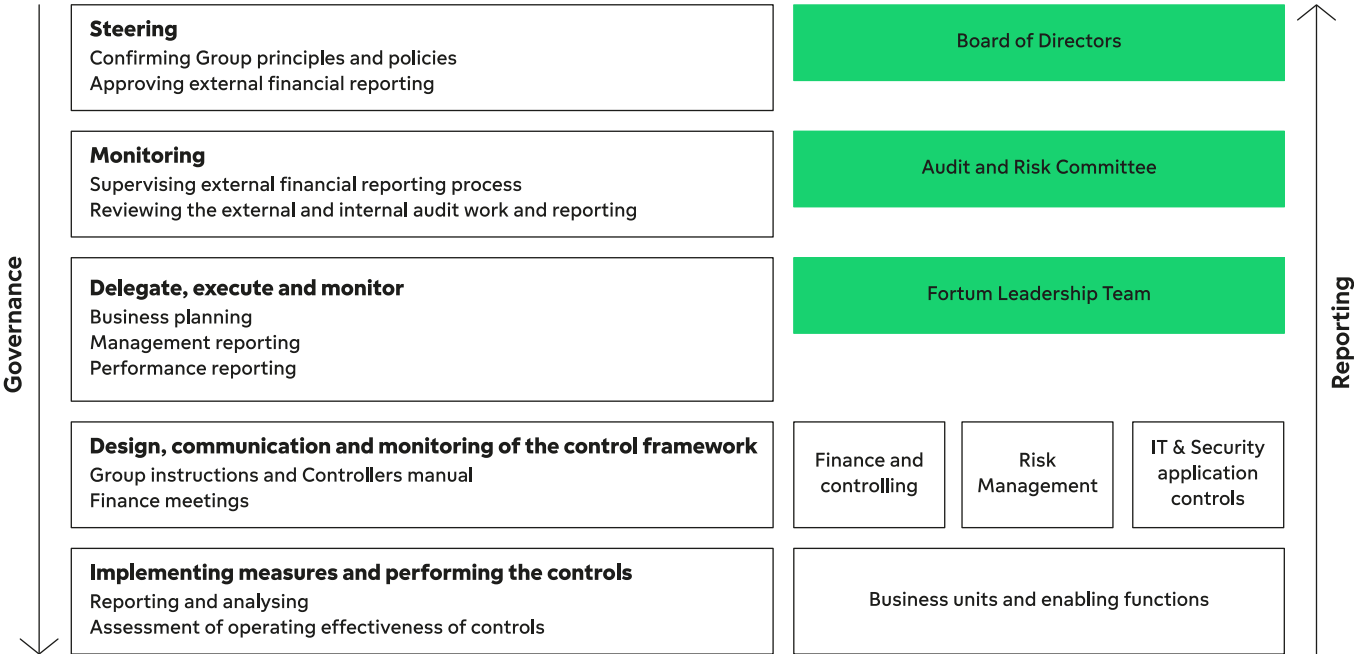 Governance
Steering
Confirming Group principles and policies
Approving external financial reporting
Board of Directors
Monitoring
Supervising external financial reporting process
Reviewing the external and internal audit work and reporting
Audit and Risk Committee
Delegate, execute and monitor
Business planning
Management reporting
Performance reporting
Fortum Leadership Team
Design, communication and monitoring of the control framework
Group instructions and Controllers manual
Finance meetings
Finance and
controlling
Risk
Management
IT & Security
application
controls
Implementing measures and performing the controls
Reporting and analysing
Assessment of operating effectiveness of controls
Business units and enabling functions
Reporting